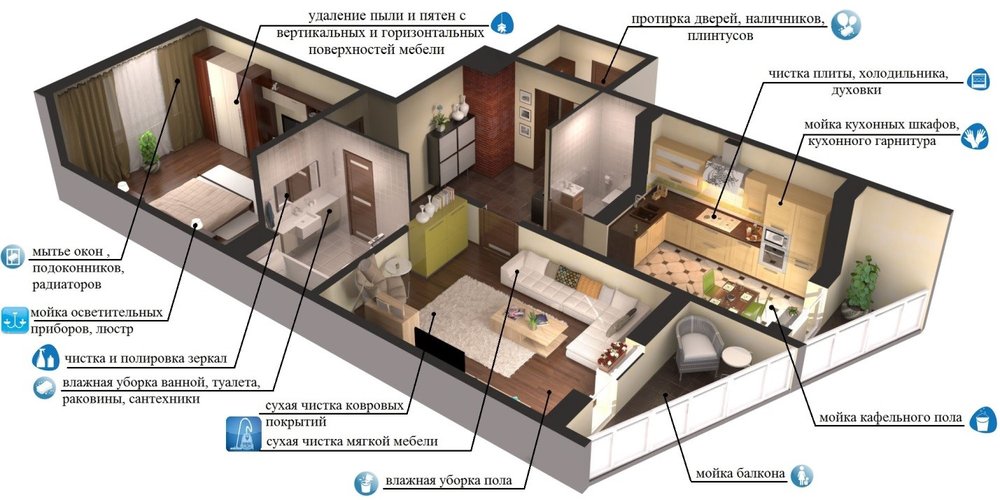 удаление пыли и пятен с
вертикальных и горизонтальных
поверхностей мебели
протирка дверей, наличников,
плинтусов
чистка плиты, холодильника,
духовки
мойка кухонных шкафов,
кухонного гарнитура
мытье окон ,
подоконников,
радиаторов
мойка осветительных
приборов, люстр
чистка и полировка зеркал
влажная уборка ванной, туалета,
раковины, сантехники
сухая чистка ковровых
покрытий
сухая чистка мягкой мебели
влажная уборка пола
мойка балкона
мойка кафельного пола